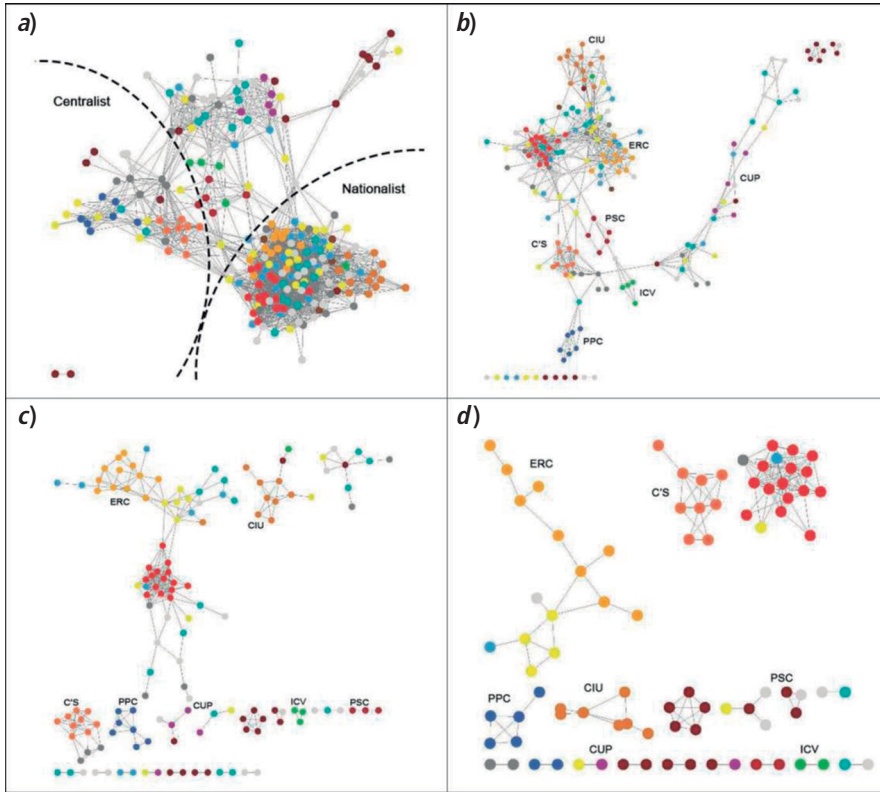 a)
Centralist
Nationalist
b)
CIU
ERC
CUP
PSC
C'S
ICV
PPC
c)
ERC
CIU
C'S
PPC
CUP
ICV
PSC
d)
ERC
C'S
PPC
CIU
PSC
CUP
ICV